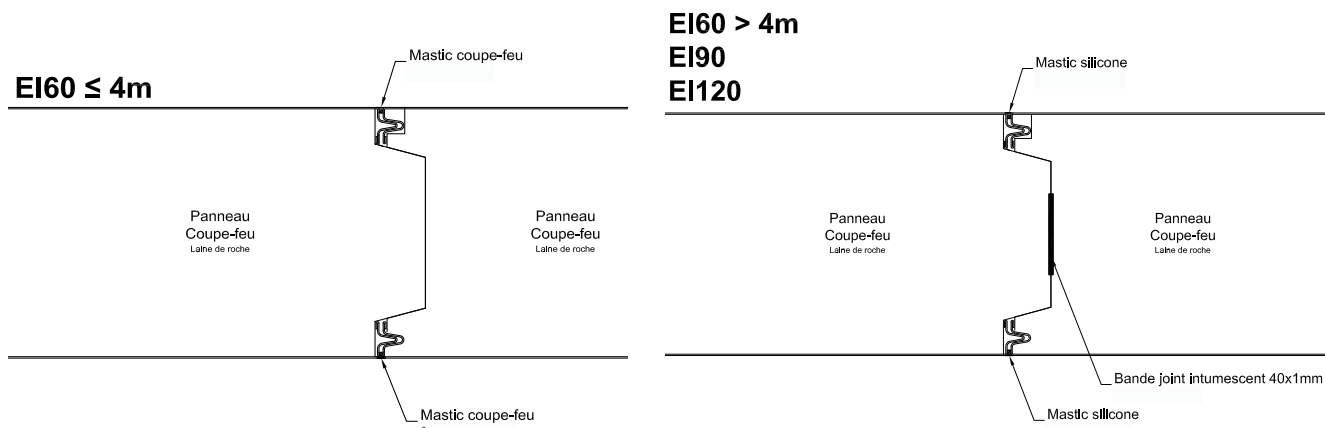 EI60 ≤ 4m
Mastic coupe-feu
Panneau
Coupe-feu
Laine de roche
Panneau
Coupe-feu
Laine de roche
Mastic coupe-feu
EI60 > 4m
EI90
EI120
Mastic silicone
Panneau
Coupe-feu
Laine de roche
Panneau
Coupe-feu
Laine de roche
Bande joint intumescent 40x1mm
Mastic silicone